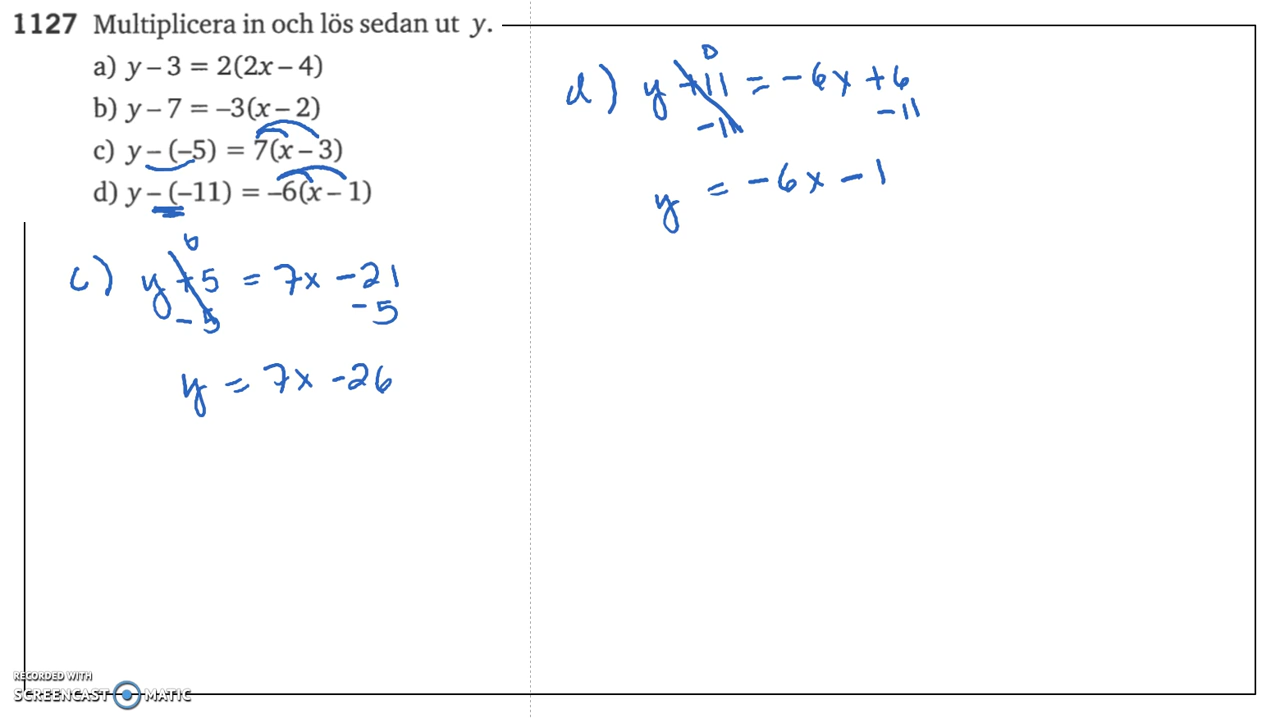 1127 Multiplicera in och lös sedan ut y.
a) y – 3 = 2(2x – 4)
b) y – 7 = –3(x – 2)
c) y – (–5) = 7(x – 3)
d) y – (–11) = –6(x – 1)
0
c) y + 5 = 7x - 21
- 5 - 5
y = 7x - 26
0
d) y + 11 = - 6x + 6
- 11 - 11
y = - 6x - 1
RECORDED WITH
SCREENCAST MATIC